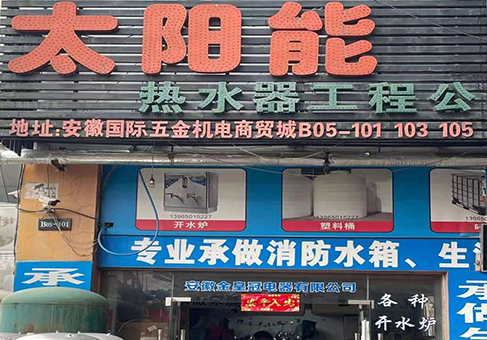 太阳能
热水器工程公
地址:安徽国际五金机电商贸城B05-101 103 105
13965015227
13965015227
开水炉
塑料桶
B05-101
专业承做消防水箱、生
安徽金皇冠电器有限公司
承
各种
开水炉
承